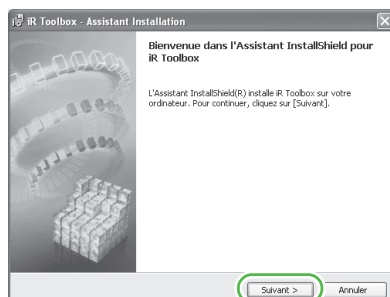 iR Toolbox - Assistant Installation
Bienvenue dans l'Assistant InstallShield pour
iR Toolbox
L'Assistant InstallShield(R) installe iR Toolbox sur votre
ordinateur. Pour continuer, cliquez sur [Suivant].
Suivant > Annuler